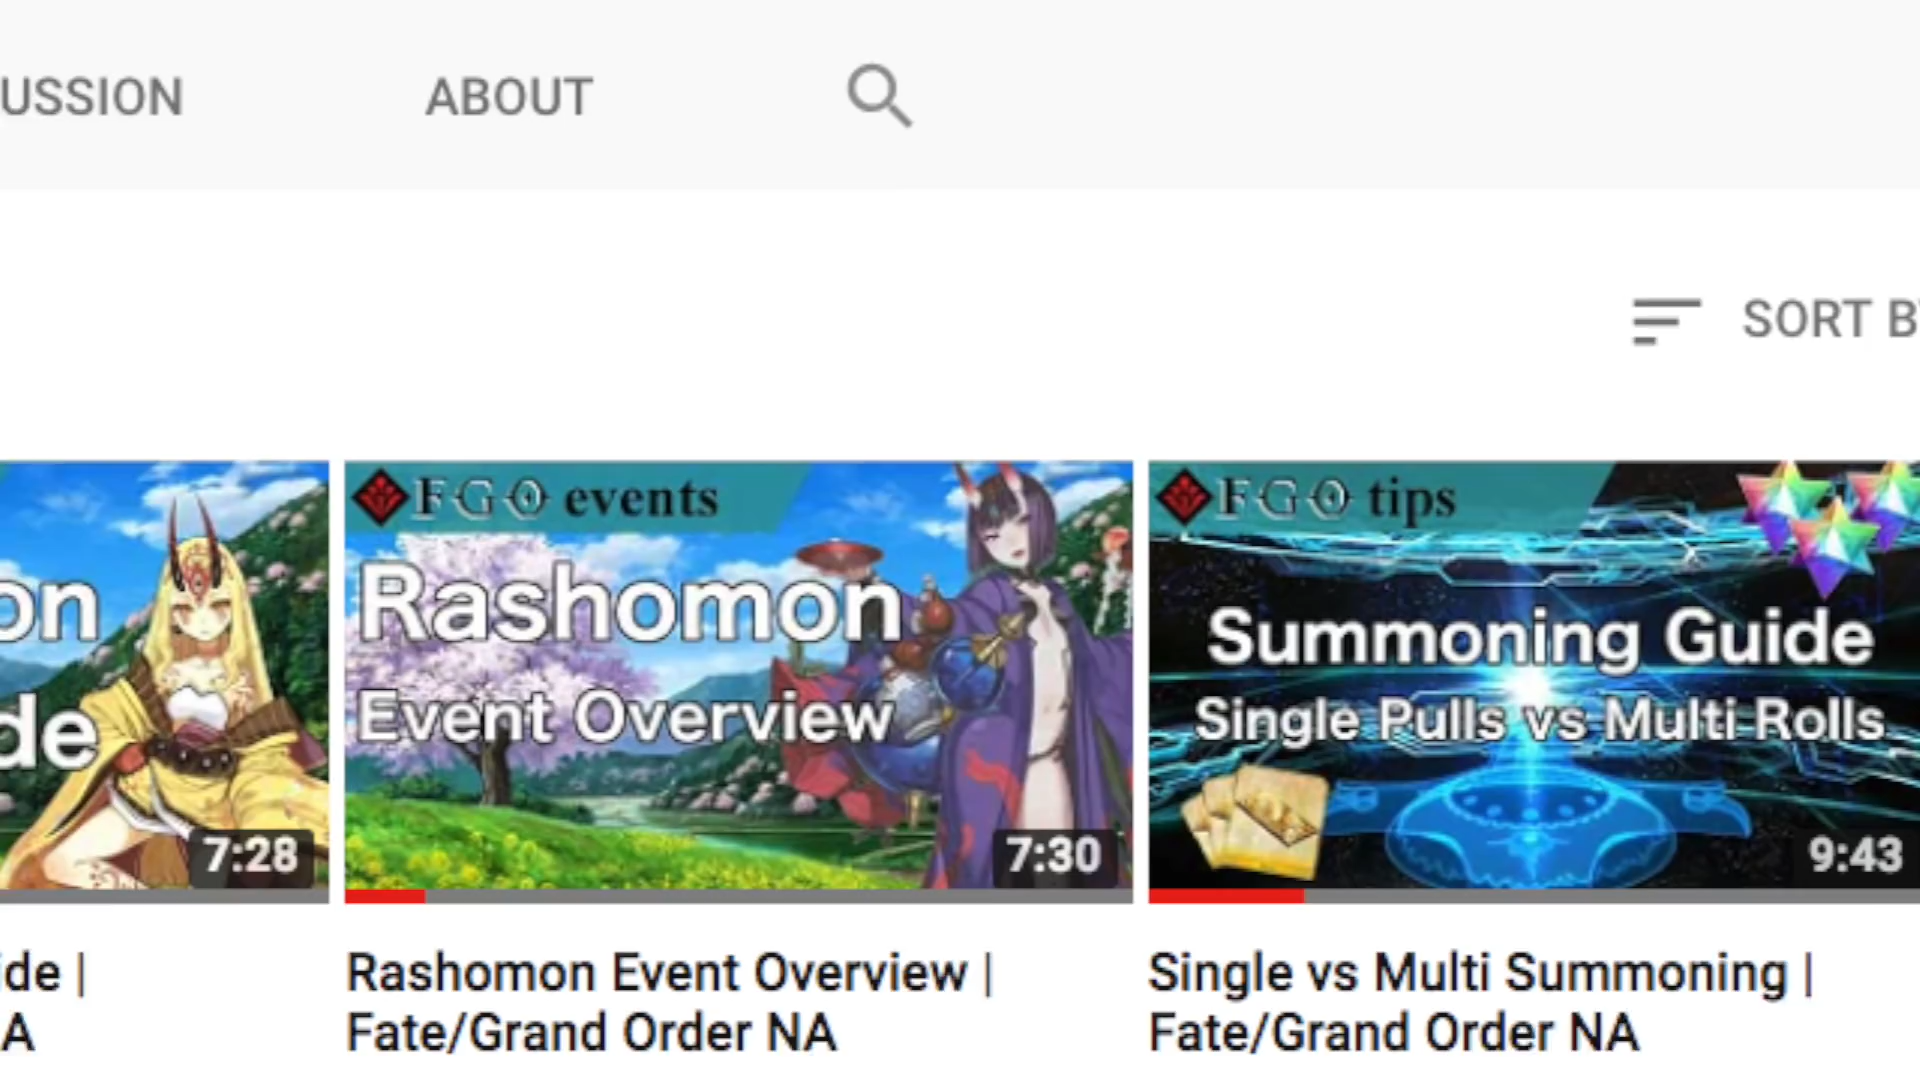 USSION
ABOUT
SORT BY
on
de
7:28
FGO events
Rashomon
Event Overview
7:30
FGO tips
Summoning Guide
Single Pulls vs Multi Rolls
9:43
ide |
A
Rashomon Event Overview |
Fate/Grand Order NA
Single vs Multi Summoning |
Fate/Grand Order NA